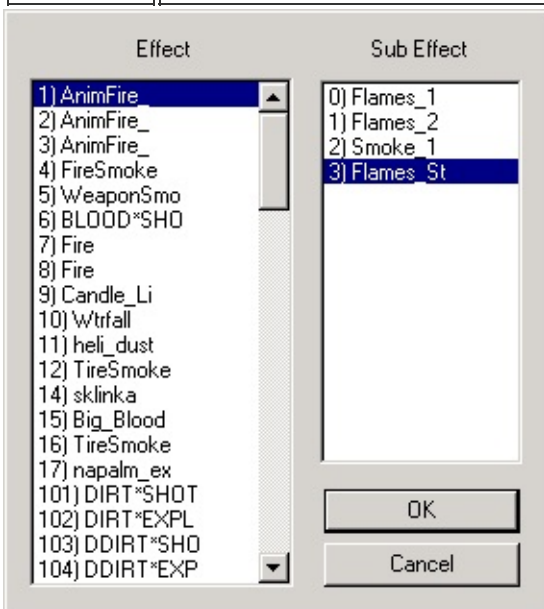 Effect
1) AnimFire_
2) AnimFire_
3) AnimFire_
4) FireSmoke
5) WeaponSmo
6) BLOOD*SHO
7) Fire
8) Fire
9) Candle_Li
10) Wtrfall
11) heli_dust
12) TireSmoke
14) sklinka
15) Big_Blood
16) TireSmoke
17) napalm_ex
101) DIRT*SHOT
102) DIRT*EXPL
103) DDIRT*SHO
104) DDIRT*EXP
Sub Effect
0) Flames_1
1) Flames_2
2) Smoke_1
3) Flames_St
OK
Cancel